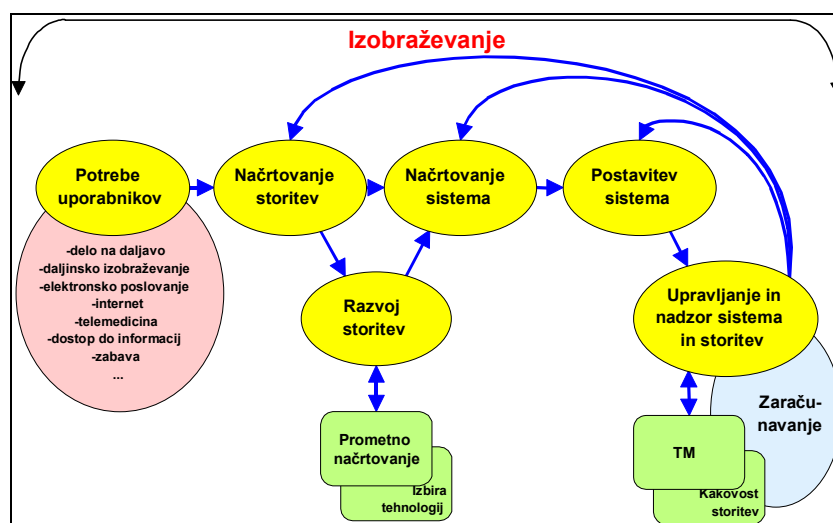 Izobraževanje
Potrebe
uporabnikov
Načrtovanje
storitev
Načrtovanje
sistema
Postavitev
sistema
-delo na daljavo
-daljinsko izobraževanje
-elektronsko poslovanje
-internet
-telemedicina
-dostop do informacij
-zabava
...
Razvoj
storitev
Upravljanje in
nadzor sistema
in storitev
Zaraču-
navanje
Prometno
načrtovanje
Izbira
tehnologij
TM
Kakovost
storitev